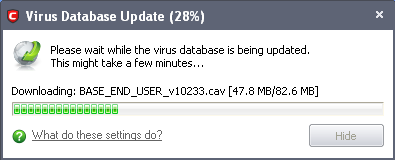 Virus Database Update (28%)
Please wait while the virus database is being updated.
This might take a few minutes...
Downloading: BASE_END_USER_v10233.cav [47.8 MB/82.6 MB]
What do these settings do?
Hide